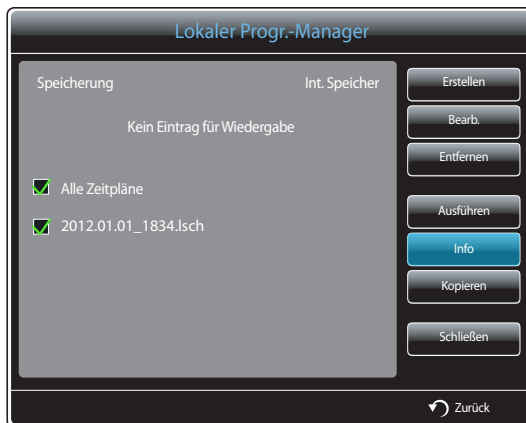 Lokaler Progr.-Manager
Speicherung Int. Speicher
Kein Eintrag für Wiedergabe
Alle Zeitpläne
2012.01.01_1834.lsch
Erstellen
Bearb.
Entfernen
Ausführen
Info
Kopieren
Schließen
Zurück